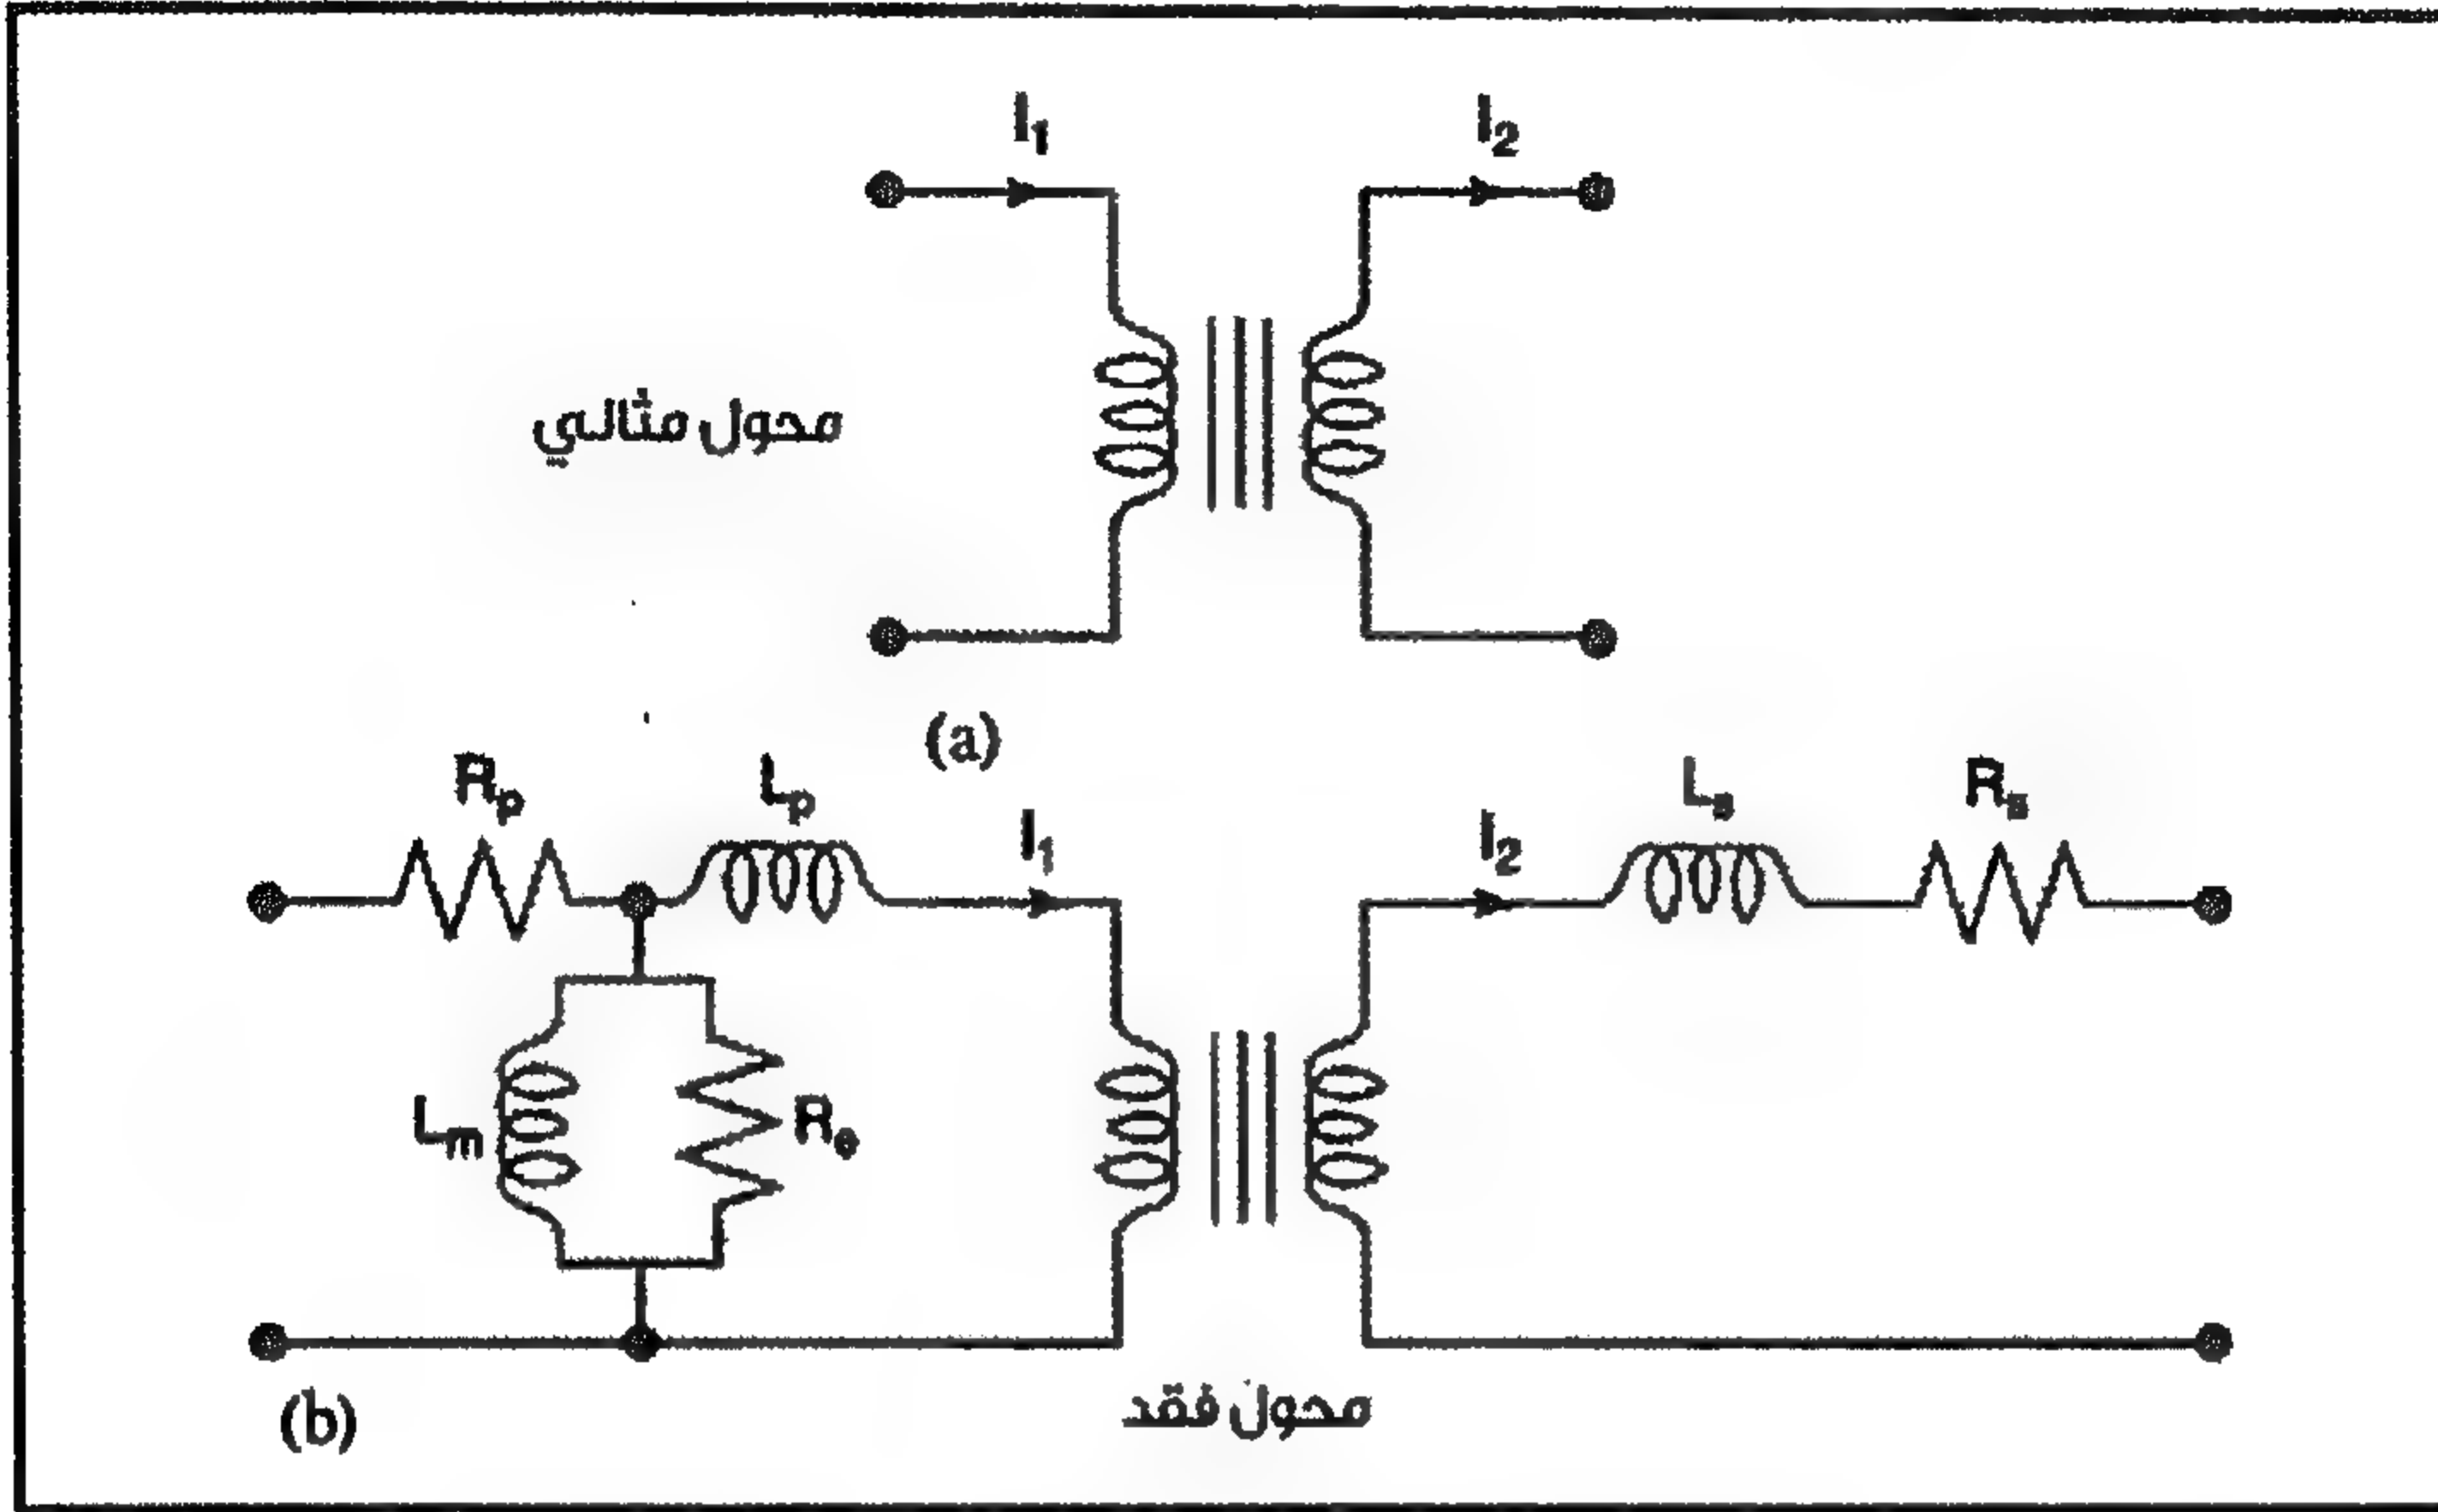 I₁
I₂
محول مثالي
(a)
Rₚ
Lₚ
I₁
I₂
Lₛ
Rₛ
Lₘ
Rₑ
(b)
محول فقد